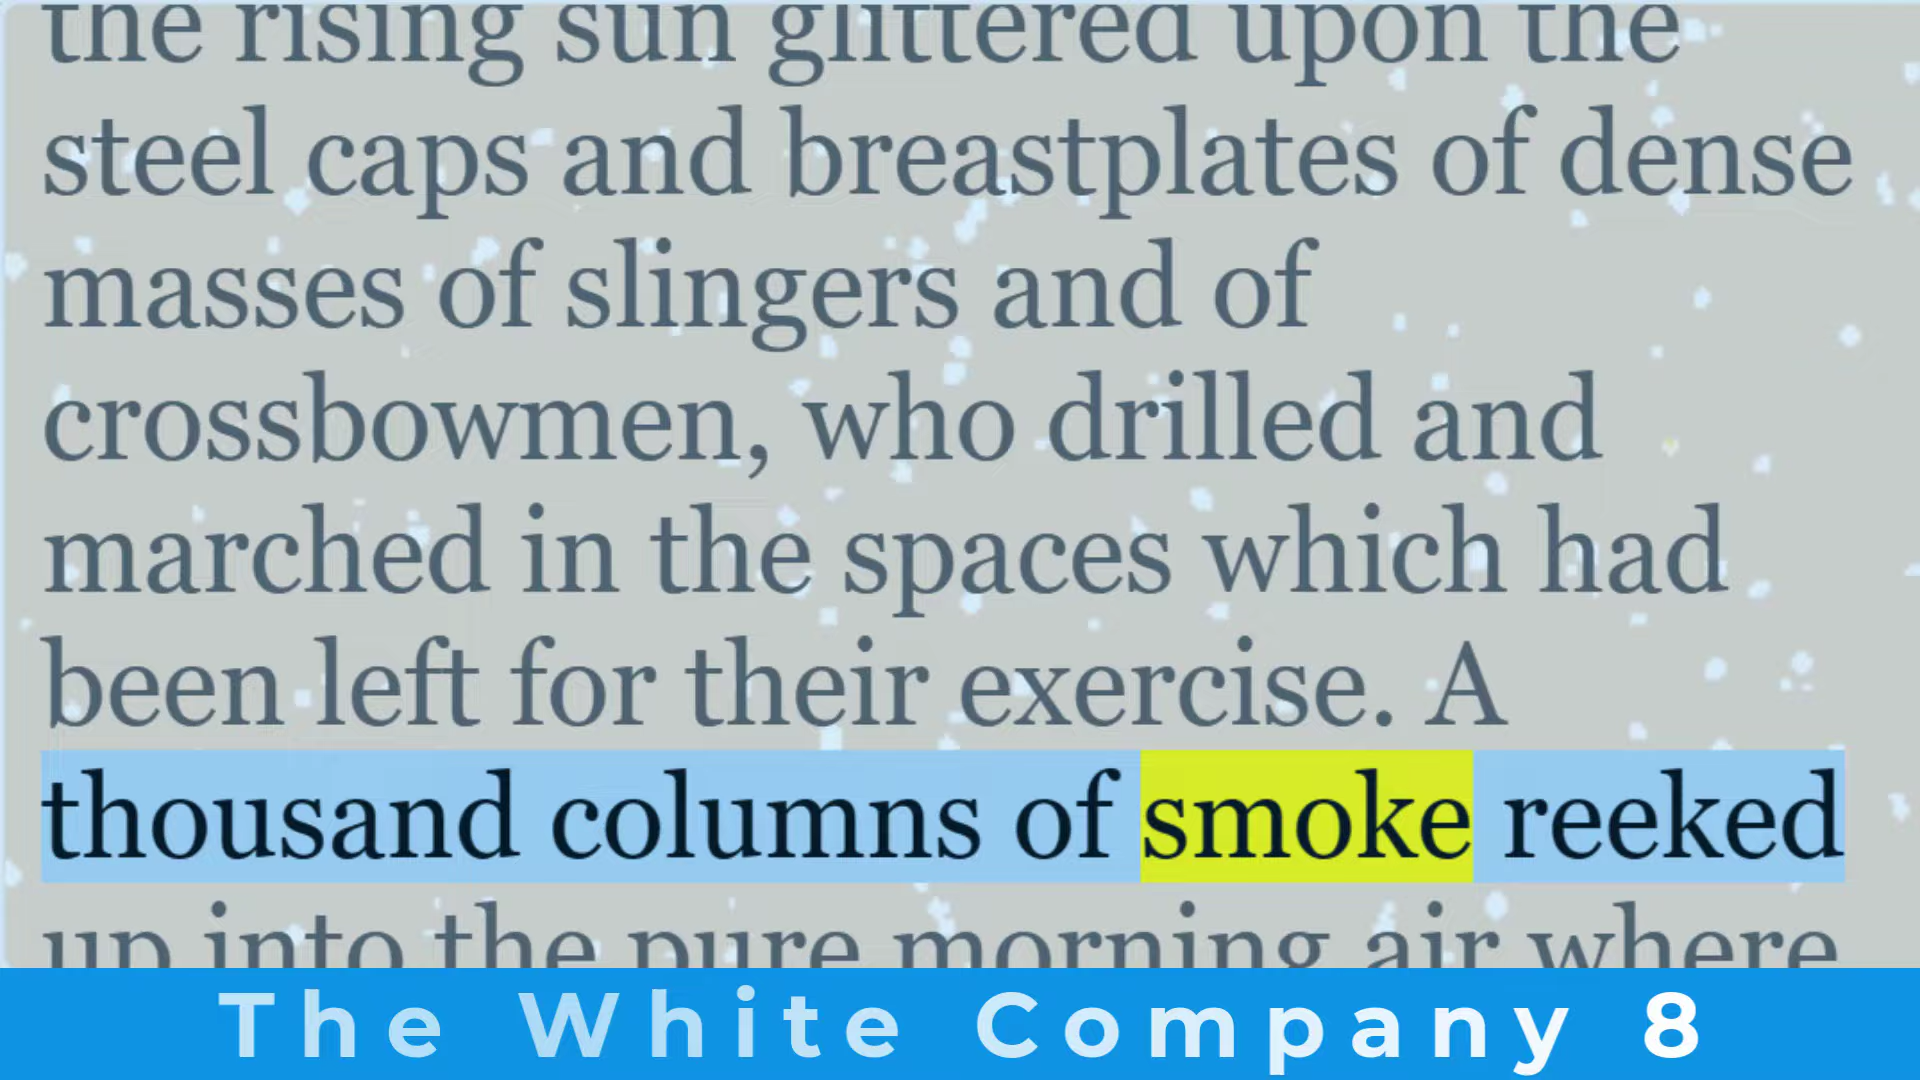 the rising sun glittered upon the
steel caps and breastplates of dense
masses of slingers and of
crossbowmen, who drilled and
marched in the spaces which had
been left for their exercise. A
thousand columns of smoke reeked
up into the pure morning air where
The White Company 8